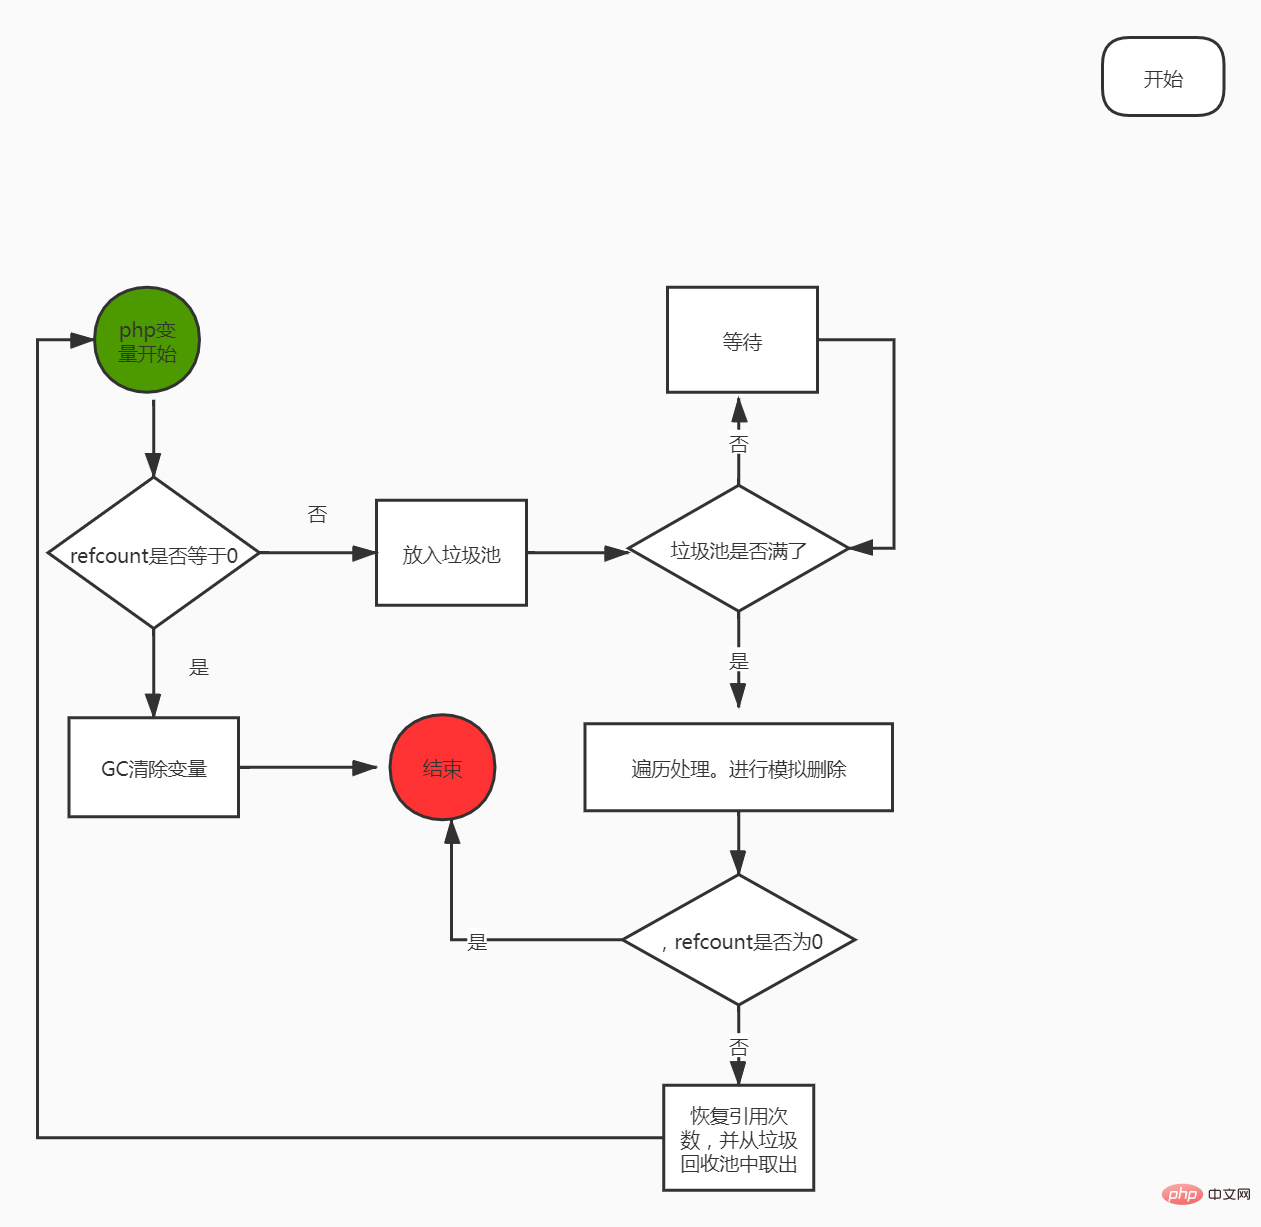 开始
php变
量开始
等待
否
否
refcount是否等于0
放入垃圾池
垃圾池是否满了
是
是
GC清除变量
结束
遍历处理。进行模拟删除
是
，refcount是否为0
否
恢复引用次
数，并从垃圾
回收池中取出
php 中文网